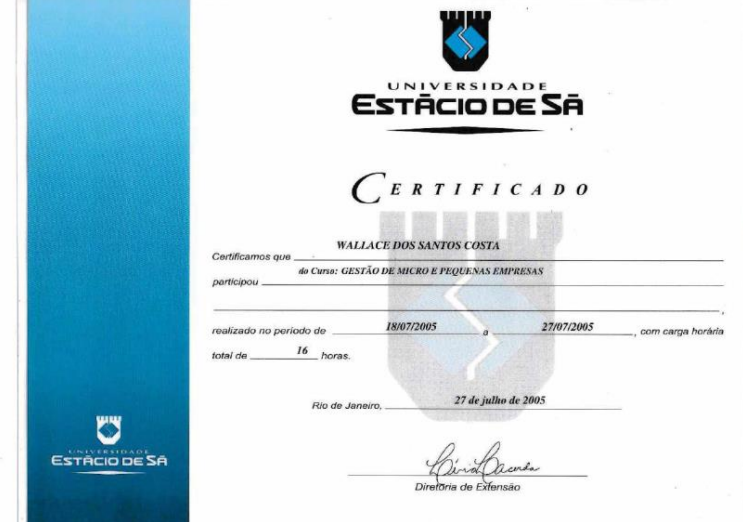 UNIVERSIDADE
ESTÁCIO DE SÁ
CERTIFICADO
Certificamos que WALLACE DOS SANTOS COSTA
participou do Curso: GESTÃO DE MICRO E PEQUENAS EMPRESAS
,
realizado no período de 18/07/2005 a 27/07/2005, com carga horária
total de 16 horas.
Rio de Janeiro, 27 de julho de 2005
Diretoria de Extensão
UNIVERSIDADE
ESTÁCIO DE SÁ